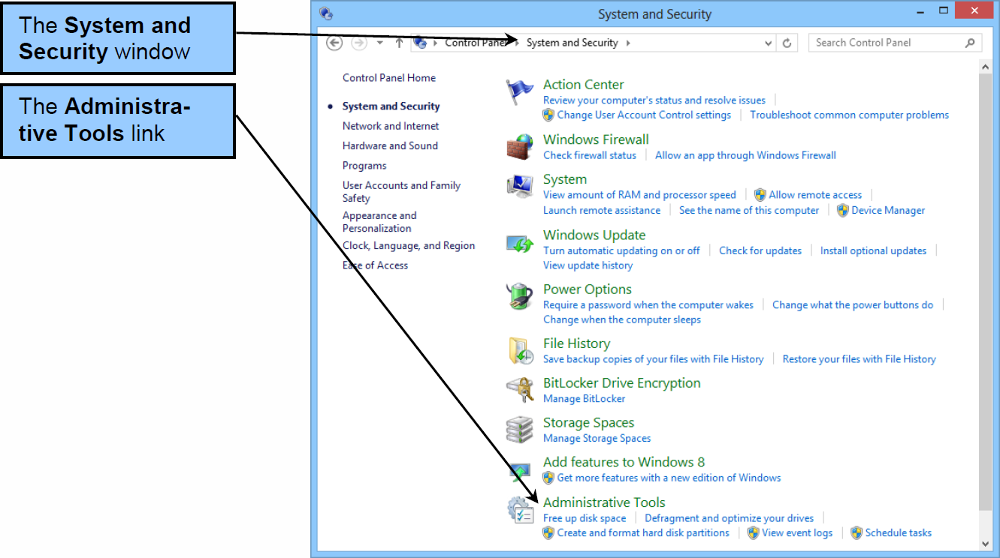 The System and
Security window
The Administra-
tive Tools link
System and Security
Control Panel System and Security
Search Control Panel
Control Panel Home
System and Security
Network and Internet
Hardware and Sound
Programs
User Accounts and Family
Safety
Appearance and
Personalization
Clock, Language, and Region
Ease of Access
Action Center
Review your computer's status and resolve issues
Change User Account Control settings Troubleshoot common computer problems
Windows Firewall
Check firewall status Allow an app through Windows Firewall
System
View amount of RAM and processor speed Allow remote access
Launch remote assistance See the name of this computer Device Manager
Windows Update
Turn automatic updating on or off Check for updates Install optional updates
View update history
Power Options
Require a password when the computer wakes Change what the power buttons do
Change when the computer sleeps
File History
Save backup copies of your files with File History Restore your files with File History
BitLocker Drive Encryption
Manage BitLocker
Storage Spaces
Manage Storage Spaces
Add features to Windows 8
Get more features with a new edition of Windows
Administrative Tools
Free up disk space Defragment and optimize your drives
Create and format hard disk partitions View event logs Schedule tasks